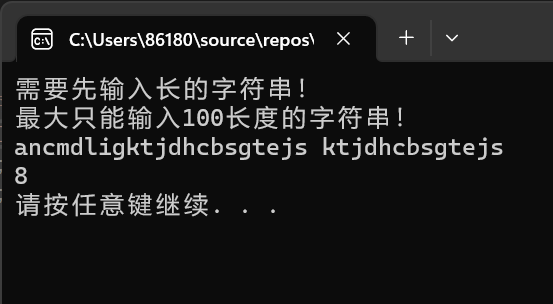 C:\Users\86180\source\repos\
需要先输入长的字符串!
最大只能输入100长度的字符串!
ancmdligktjdhcbsgtejs ktjdhcbsgtejs
8
请按任意键继续. . .